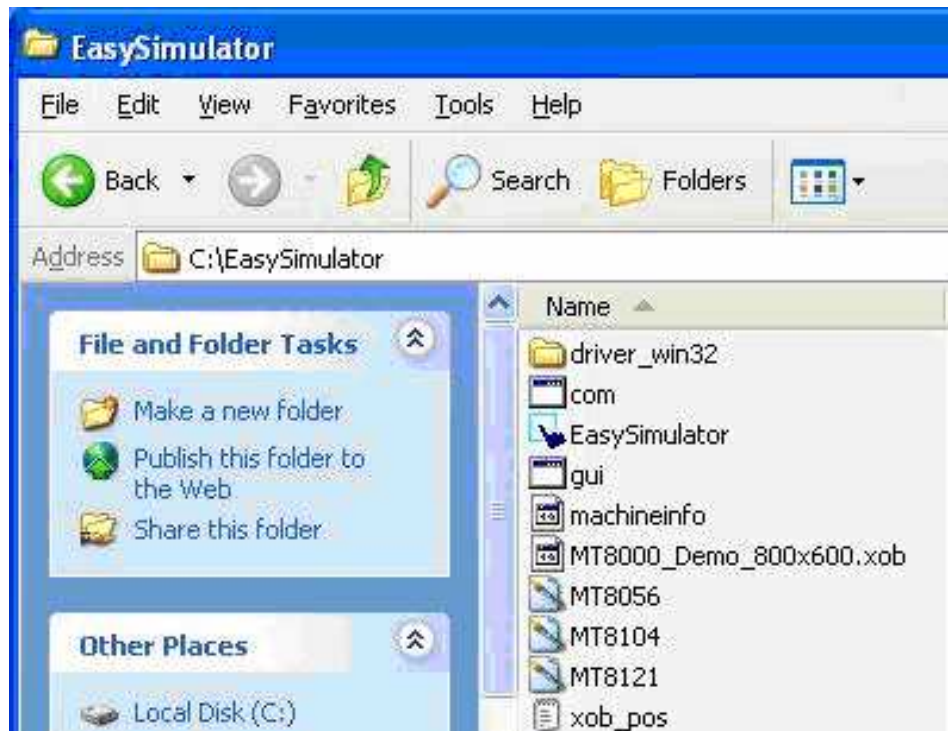 EasySimulator
File Edit View Favorites Tools Help
Back Search Folders
Address C:\EasySimulator
File and Folder Tasks
Make a new folder
Publish this folder to
the Web
Share this folder
Other Places
Local Disk (C:)
Name
driver_win32
com
EasySimulator
gui
machineinfo
MT8000_Demo_800x600.xob
MT8056
MT8104
MT8121
xob_pos